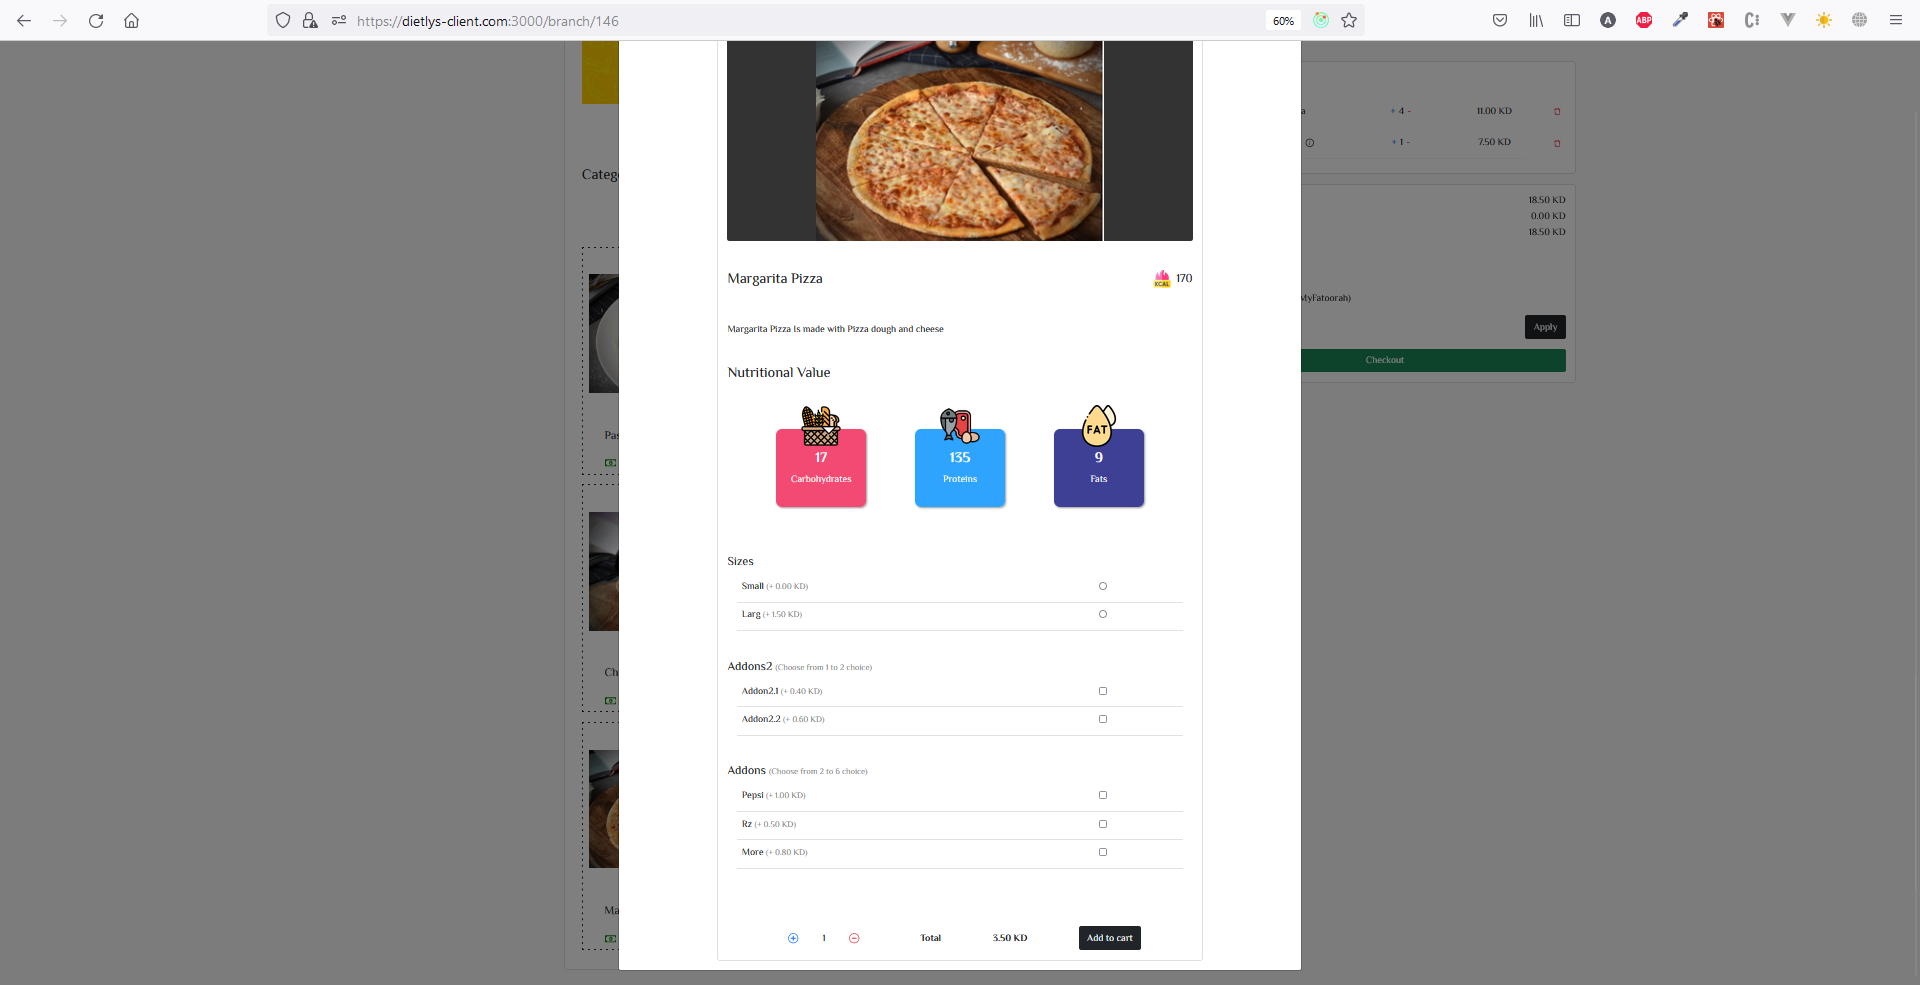 https://dietlys-client.com:3000/branch/146
60%
A
ABP
Categ
a
+ 4 -
11.00 KD
+ 1 -
7.50 KD
18.50 KD
0.00 KD
18.50 KD
MyFatoorah)
Apply
Checkout
Pas
Ch
Ma
Margarita Pizza
KCAL
170
Margarita Pizza Is made with Pizza dough and cheese
Nutritional Value
FAT
17
135
9
Carbohydrates
Proteins
Fats
Sizes
Small (+ 0.00 KD)
Larg (+ 1.50 KD)
Addons2 (Choose from 1 to 2 choice)
Addon2.1 (+ 0.40 KD)
Addon2.2 (+ 0.60 KD)
Addons (Choose from 2 to 6 choice)
Pepsi (+ 1.00 KD)
Rz (+ 0.50 KD)
More (+ 0.80 KD)
1
Total
3.50 KD
Add to cart